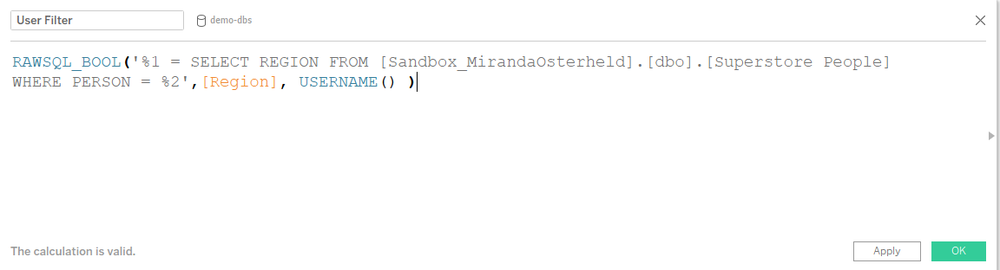 User Filter demo-dbs
RAWSQL_BOOL('%1 = SELECT REGION FROM [Sandbox_MirandaOsterheld].[dbo].[Superstore People]
WHERE PERSON = %2',[Region], USERNAME() )
The calculation is valid. Apply OK